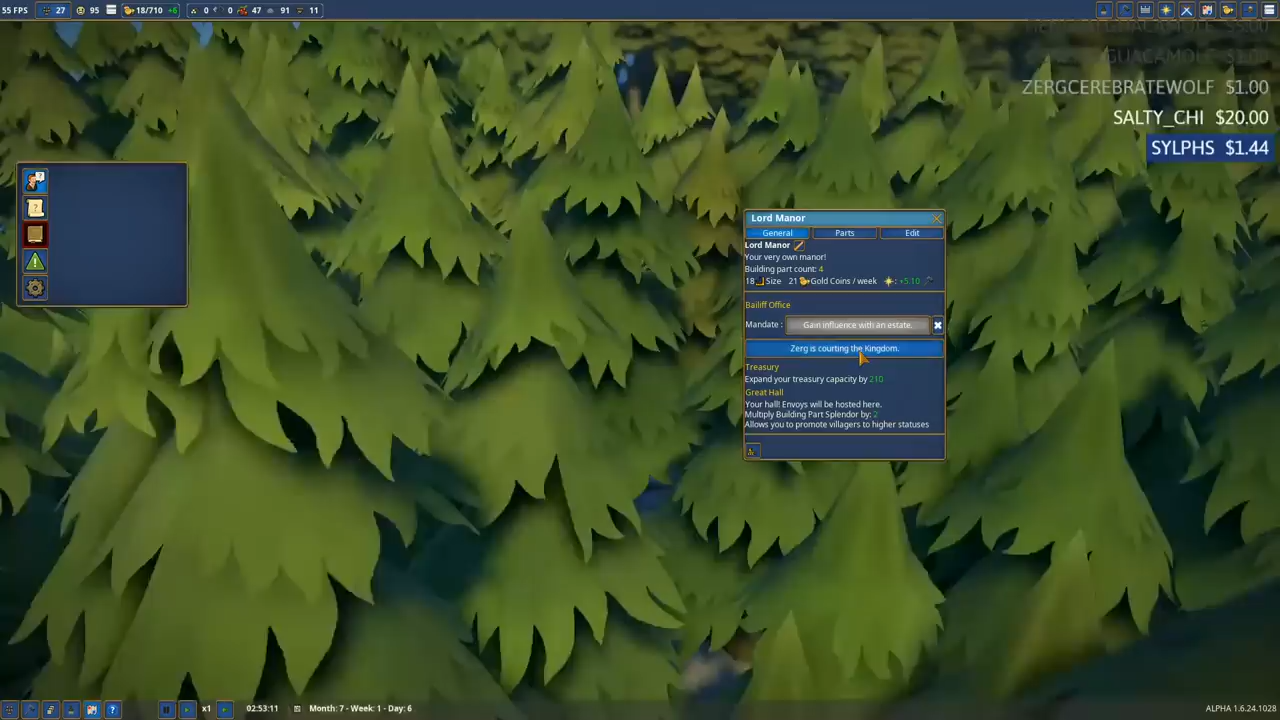 55 FPS 27 95 18/710 +6 0 0 47 91 11
GUACAMOLE
ZERGCEREBRATEWOLF $1.00
SALTY_CHI $20.00
SYLPHS $1.44
Lord Manor
General Parts Edit
Lord Manor
Your very own manor!
Building part count: 4
18 Size 21 Gold Coins / week : +5.10
Bailiff Office
Mandate : Gain influence with an estate.
Zerg is courting the Kingdom.
Treasury
Expand your treasury capacity by 210
Great Hall
Your hall! Envoys will be hosted here.
Multiply Building Part Splendor by: 2
Allows you to promote villagers to higher statuses
x1 02:53:11 Month: 7 - Week: 1 - Day: 6
ALPHA 1.6.24.1028